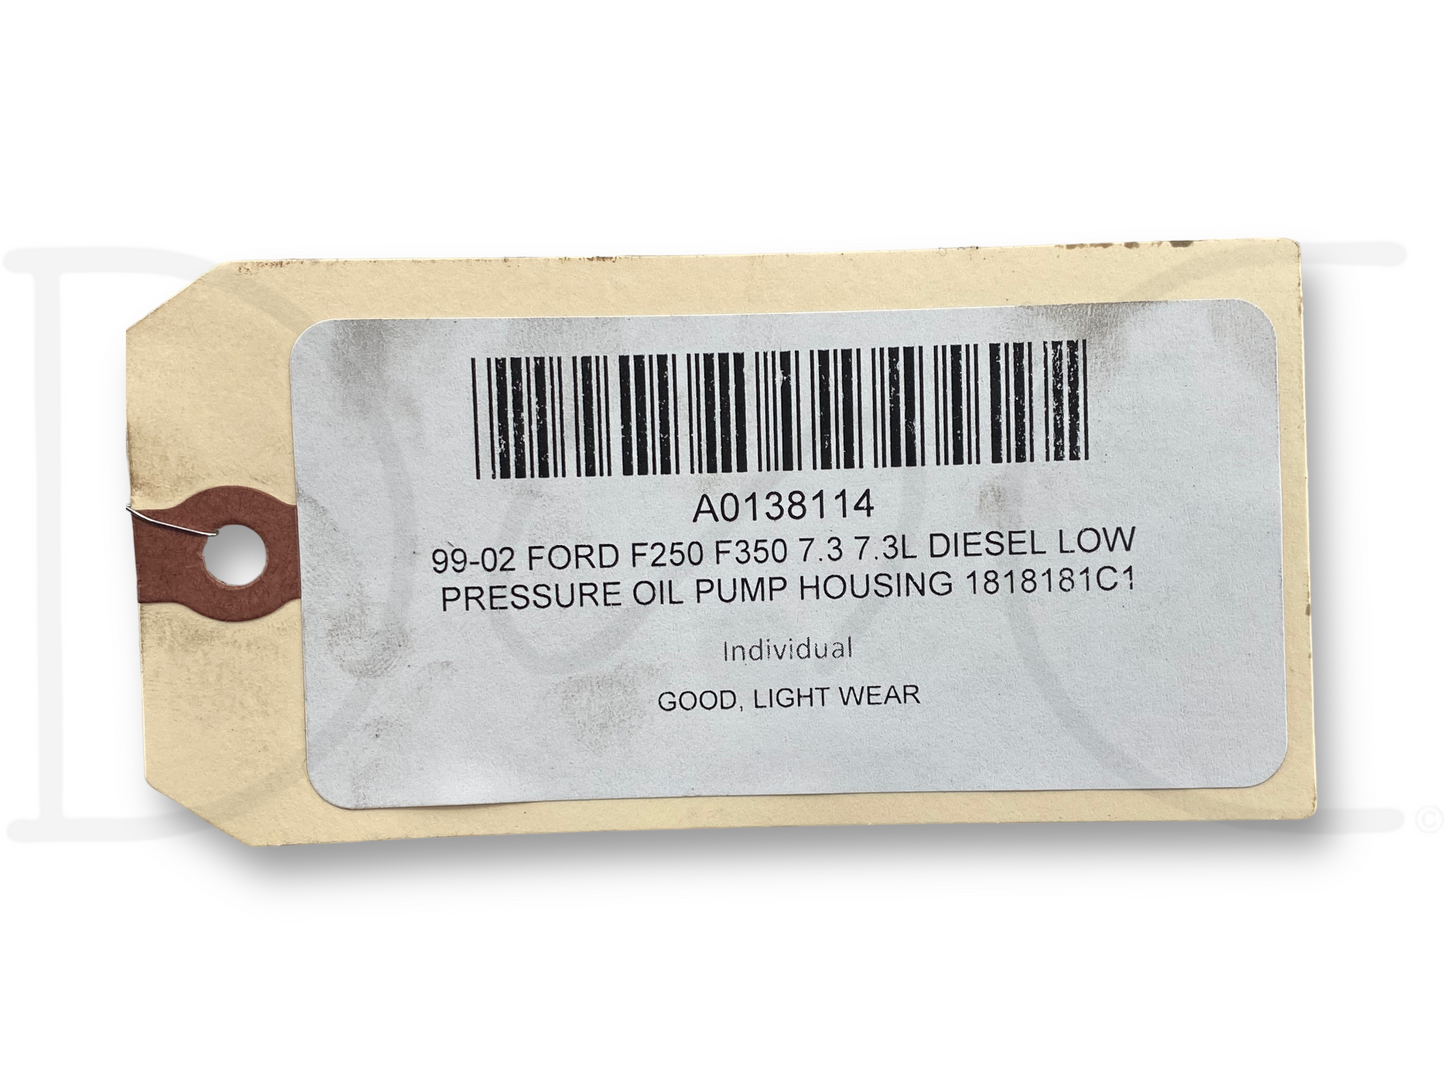 A0138114
99-02 FORD F250 F350 7.3 7.3L DIESEL LOW
PRESSURE OIL PUMP HOUSING 1818181C1
Individual
GOOD, LIGHT WEAR
©